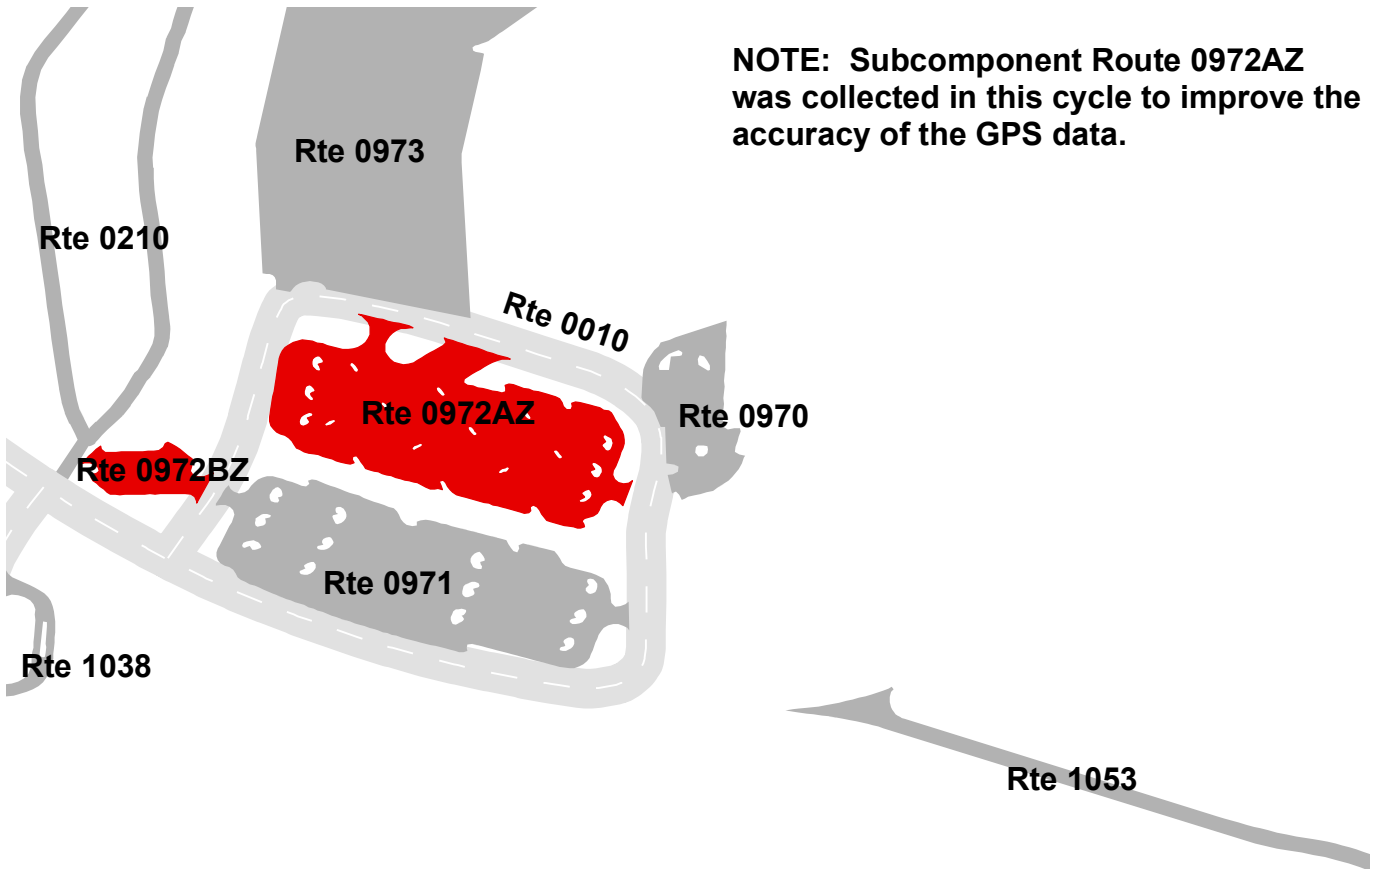 NOTE:  Subcomponent Route 0972AZ
was collected in this cycle to improve the
accuracy of the GPS data.
Rte 0973
Rte 0210
Rte 0010
Rte 0972AZ
Rte 0970
Rte 0972BZ
Rte 0971
Rte 1038
Rte 1053